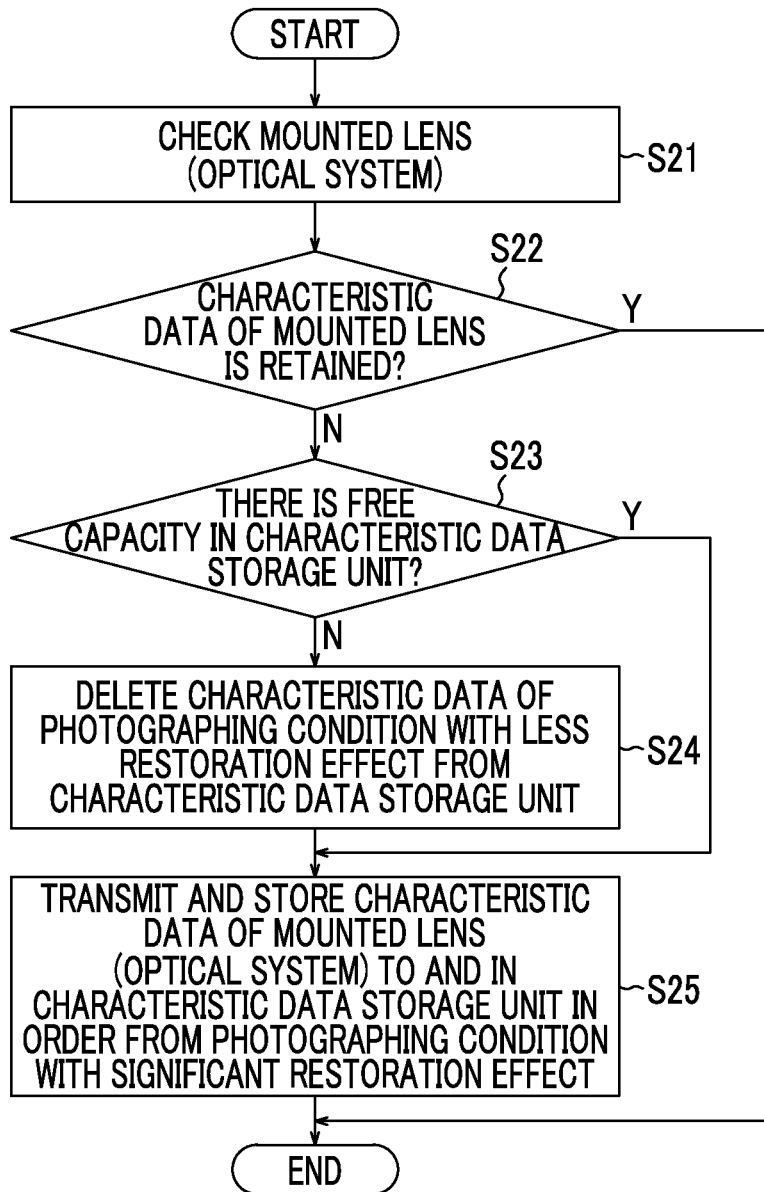 START
CHECK MOUNTED LENS
(OPTICAL SYSTEM)
S21
S22
CHARACTERISTIC
DATA OF MOUNTED LENS
IS RETAINED?
Y
N
S23
THERE IS FREE
CAPACITY IN CHARACTERISTIC DATA
STORAGE UNIT?
Y
N
DELETE CHARACTERISTIC DATA OF
PHOTOGRAPHING CONDITION WITH LESS
RESTORATION EFFECT FROM
CHARACTERISTIC DATA STORAGE UNIT
S24
TRANSMIT AND STORE CHARACTERISTIC
DATA OF MOUNTED LENS
(OPTICAL SYSTEM) TO AND IN
CHARACTERISTIC DATA STORAGE UNIT IN
ORDER FROM PHOTOGRAPHING CONDITION
WITH SIGNIFICANT RESTORATION EFFECT
S25
END